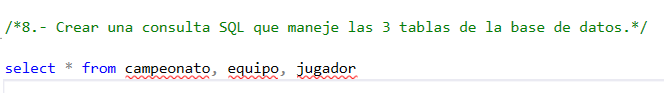 /*8.- Crear una consulta SQL que maneje las 3 tablas de la base de datos.*/
select * from campeonato, equipo, jugador